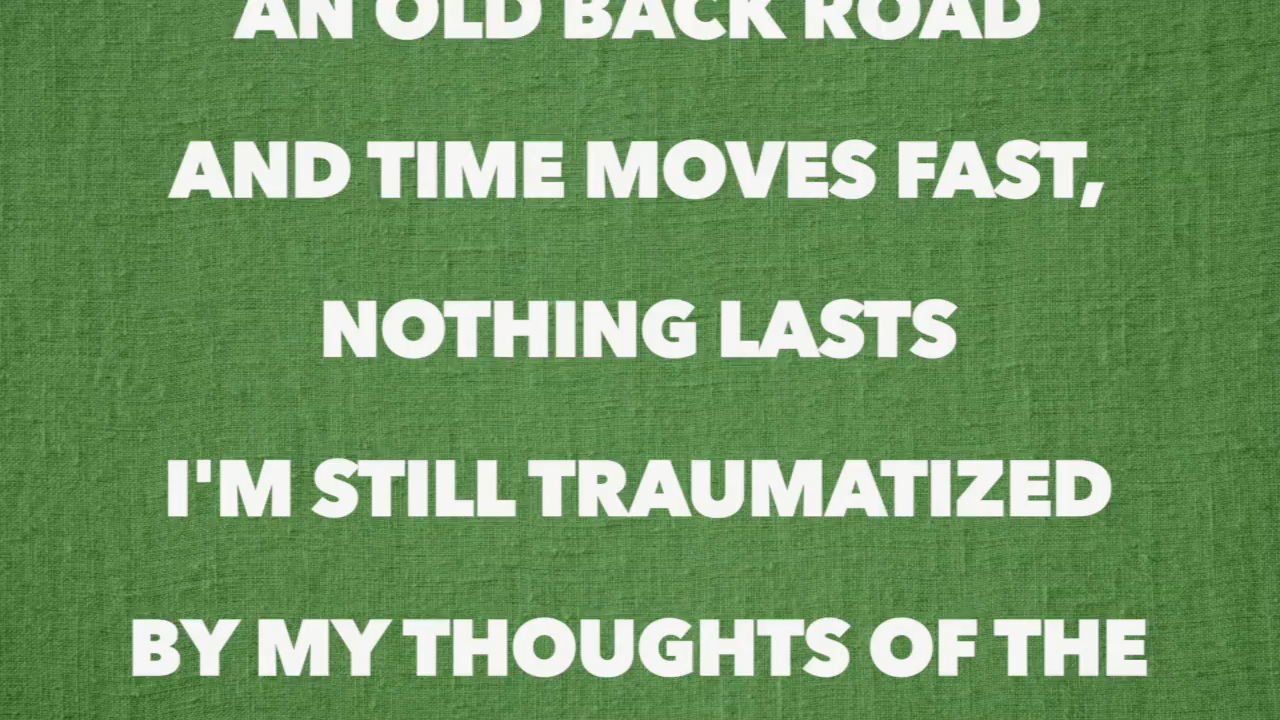 AN OLD BACK ROAD
AND TIME MOVES FAST,
NOTHING LASTS
I'M STILL TRAUMATIZED
BY MY THOUGHTS OF THE